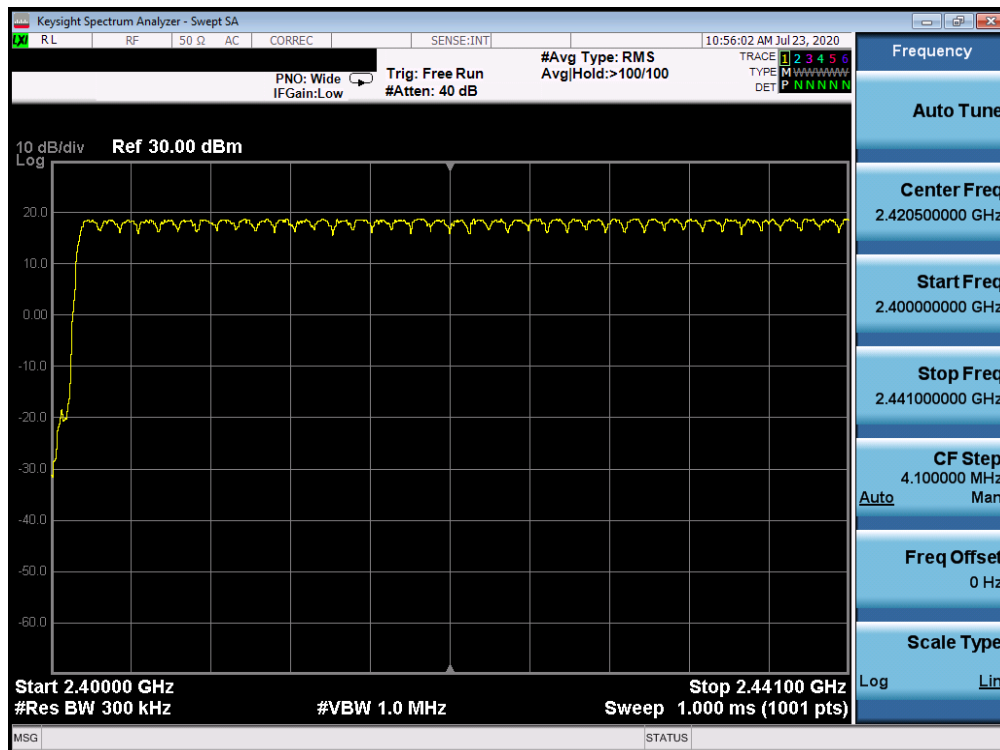 Keysight Spectrum Analyzer - Swept SA
LXI RL RF 50 Ω AC CORREC SENSE:INT 10:56:02 AM Jul 23, 2020
PNO: Wide
IFGain:Low
Trig: Free Run
#Atten: 40 dB
#Avg Type: RMS
Avg|Hold:>100/100
TRACE 1 2 3 4 5 6
TYPE M WWWWW
DET P N N N N N
10 dB/div
Log
Ref 30.00 dBm
20.0
10.0
0.00
-10.0
-20.0
-30.0
-40.0
-50.0
-60.0
Start 2.40000 GHz
#Res BW 300 kHz
#VBW 1.0 MHz
Stop 2.44100 GHz
Sweep 1.000 ms (1001 pts)
MSG
STATUS
Frequency
Auto Tune
Center Freq
2.420500000 GHz
Start Freq
2.400000000 GHz
Stop Freq
2.441000000 GHz
CF Step
4.100000 MHz
Auto Man
Freq Offset
0 Hz
Scale Type
Log Lin